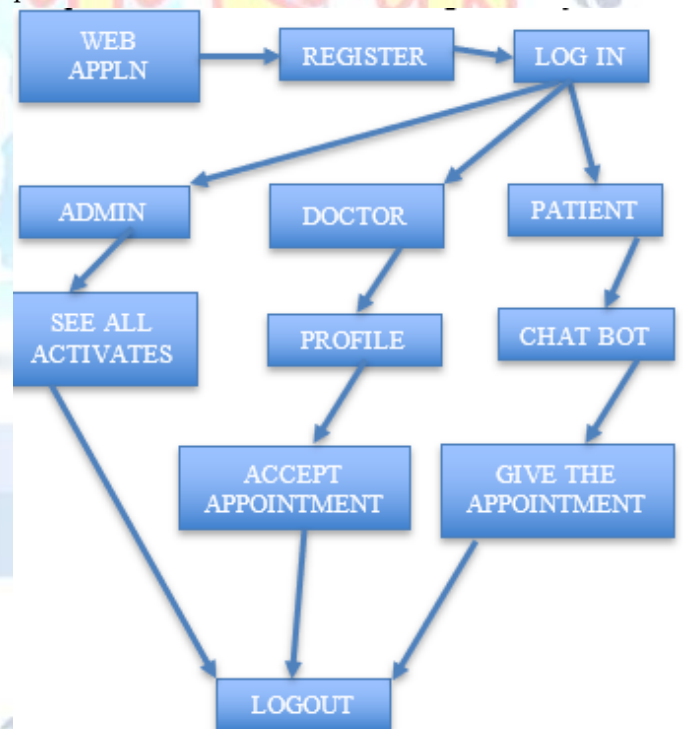 WEB
APPLN
REGISTER
LOG IN
ADMIN
DOCTOR
PATIENT
SEE ALL
ACTIVATES
PROFILE
CHAT BOT
ACCEPT
APPOINTMENT
GIVE THE
APPOINTMENT
LOGOUT